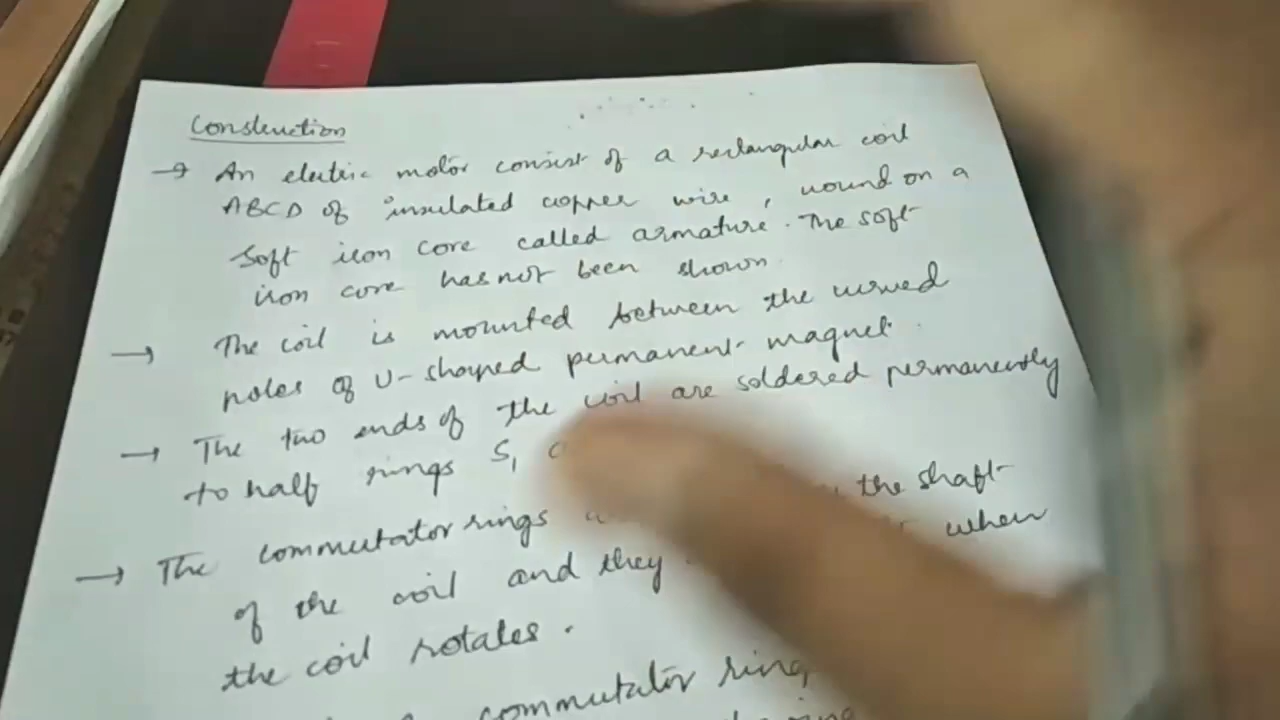 Construction
→ An electric motor consist of a rectangular coil
ABCD of insulated copper wire, wound on a
Soft iron core called armature. The soft
iron core has not been shown
→ The coil is mounted between the curved
poles of U-shaped permanent magnet.
→ The two ends of the coil are soldered permanently
to half rings S1
→ The commutator rings the shaft
of the coil and they when
the coil rotates.
commutator ring